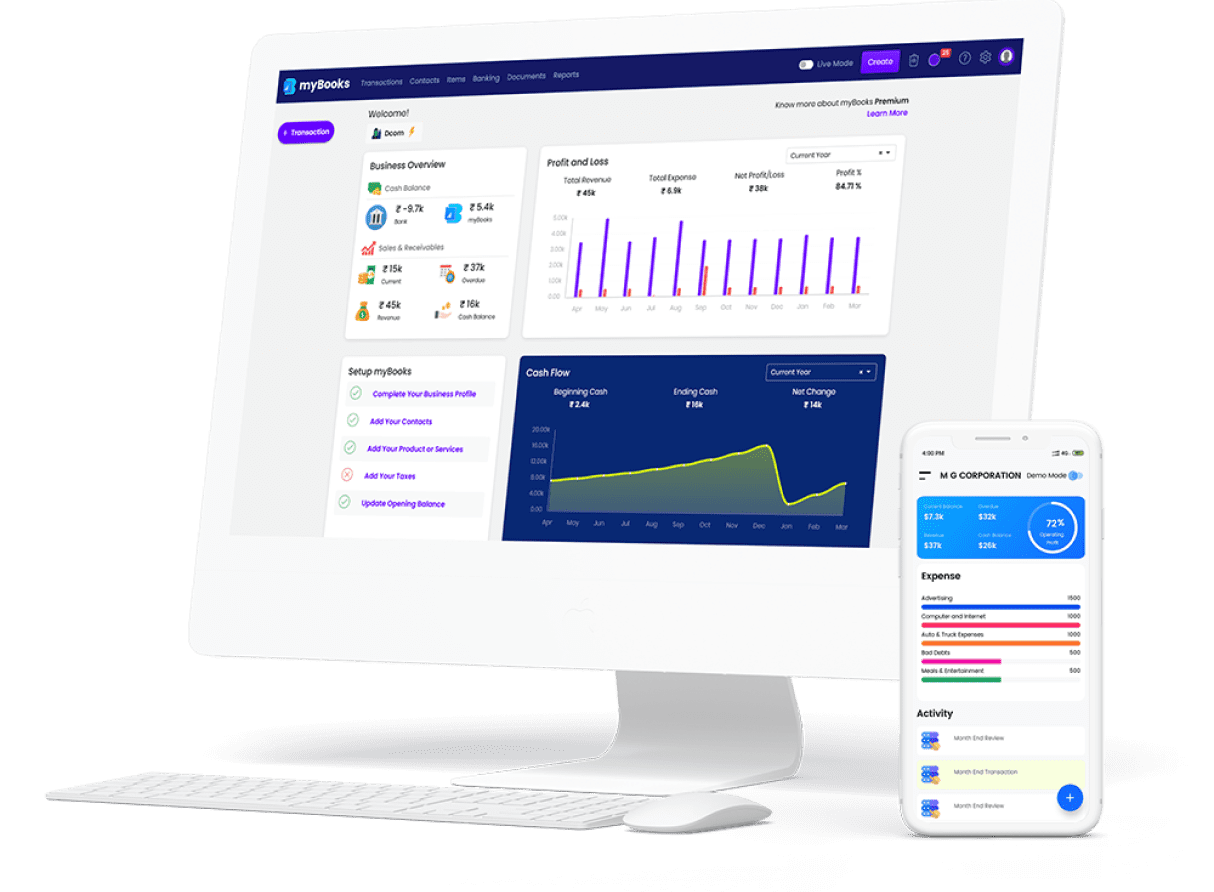 myBooks
Transactions Contacts Items Banking Documents Reports
Live Mode
Create
25
?
Transaction
Welcome!
Dcom
Know more about myBooks Premium
Learn More
Business Overview
Cash Balance
₹ -9.7k
Bank
₹ 5.4k
myBooks
Sales & Receivables
₹ 15k
Current
₹ 37k
Overdue
₹ 45k
Revenue
₹ 16k
Cash Balance
Profit and Loss
Current Year
Total Revenue
₹ 45k
Total Expense
₹ 6.9k
Net Profit/Loss
₹ 38k
Profit %
84.71 %
5.00k
4.00k
3.00k
2.00k
1.00k
0.00
Apr May Jun Jul Aug Sep Oct Nov Dec Jan Feb Mar
Setup myBooks
Complete Your Business Profile
Add Your Contacts
Add Your Product or Services
Add Your Taxes
Update Opening Balance
Cash Flow
Current Year
Beginning Cash
₹ 2.4k
Ending Cash
₹ 16k
Net Change
₹ 14k
20.00k
16.00k
12.00k
8.00k
4.00k
0.00
Apr May Jun Jul Aug Sep Oct Nov Dec Jan Feb Mar
4:00 PM
4G
M G CORPORATION
Demo Mode
Current Balance
$7.3k
Overdue
$32k
Revenue
$37k
Cash Balance
$26k
72%
Operating
Profit
Expense
Advertising 1500
Computer and Internet 1000
Auto & Truck Expenses 1000
Bad Debts 500
Meals & Entertainment 500
Activity
Month End Review
Month End Transaction
Month End Review
+